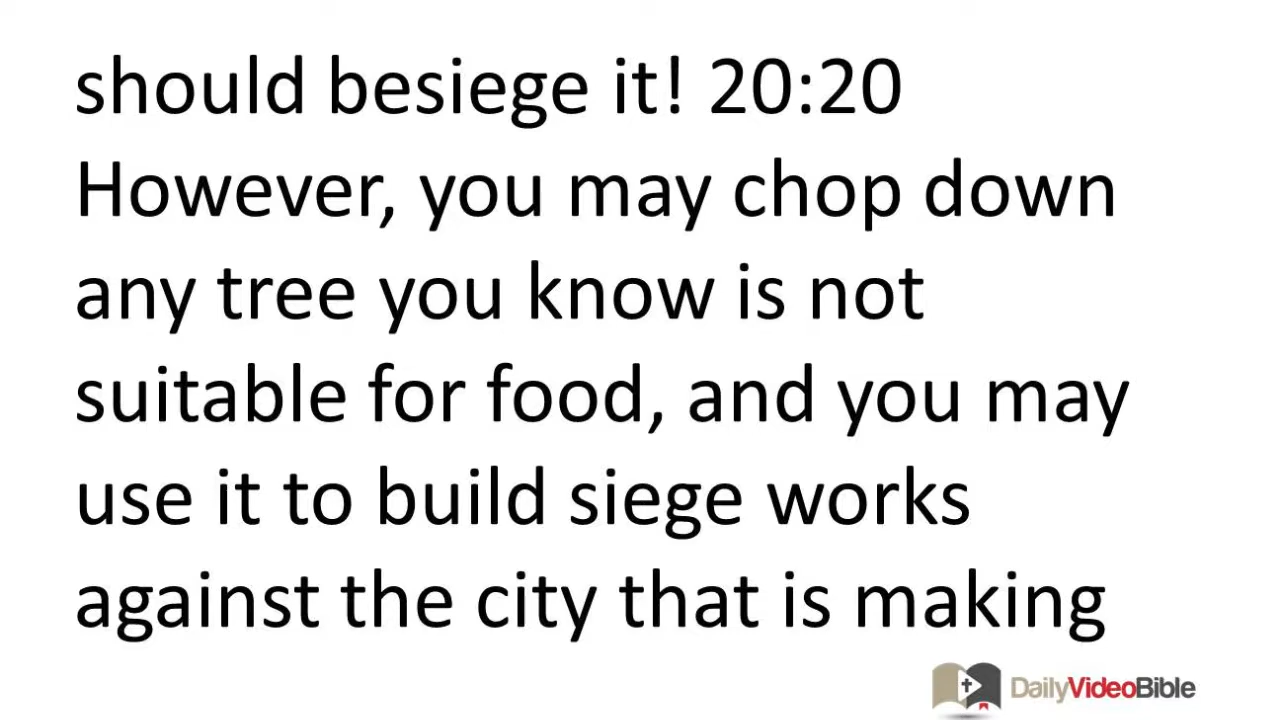 should besiege it! 20:20
However, you may chop down
any tree you know is not
suitable for food, and you may
use it to build siege works
against the city that is making
DailyVideoBible